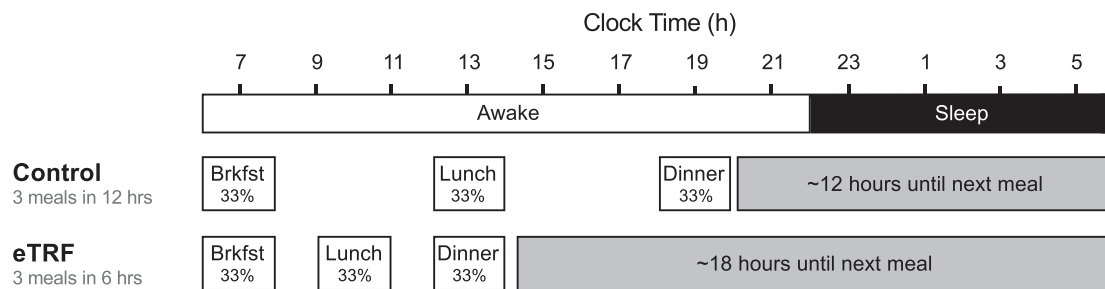 Clock Time (h)
7 9 11 13 15 17 19 21 23 1 3 5
Awake Sleep
Control
3 meals in 12 hrs
Brkfst
33%
Lunch
33%
Dinner
33%
~12 hours until next meal
eTRF
3 meals in 6 hrs
Brkfst
33%
Lunch
33%
Dinner
33%
~18 hours until next meal